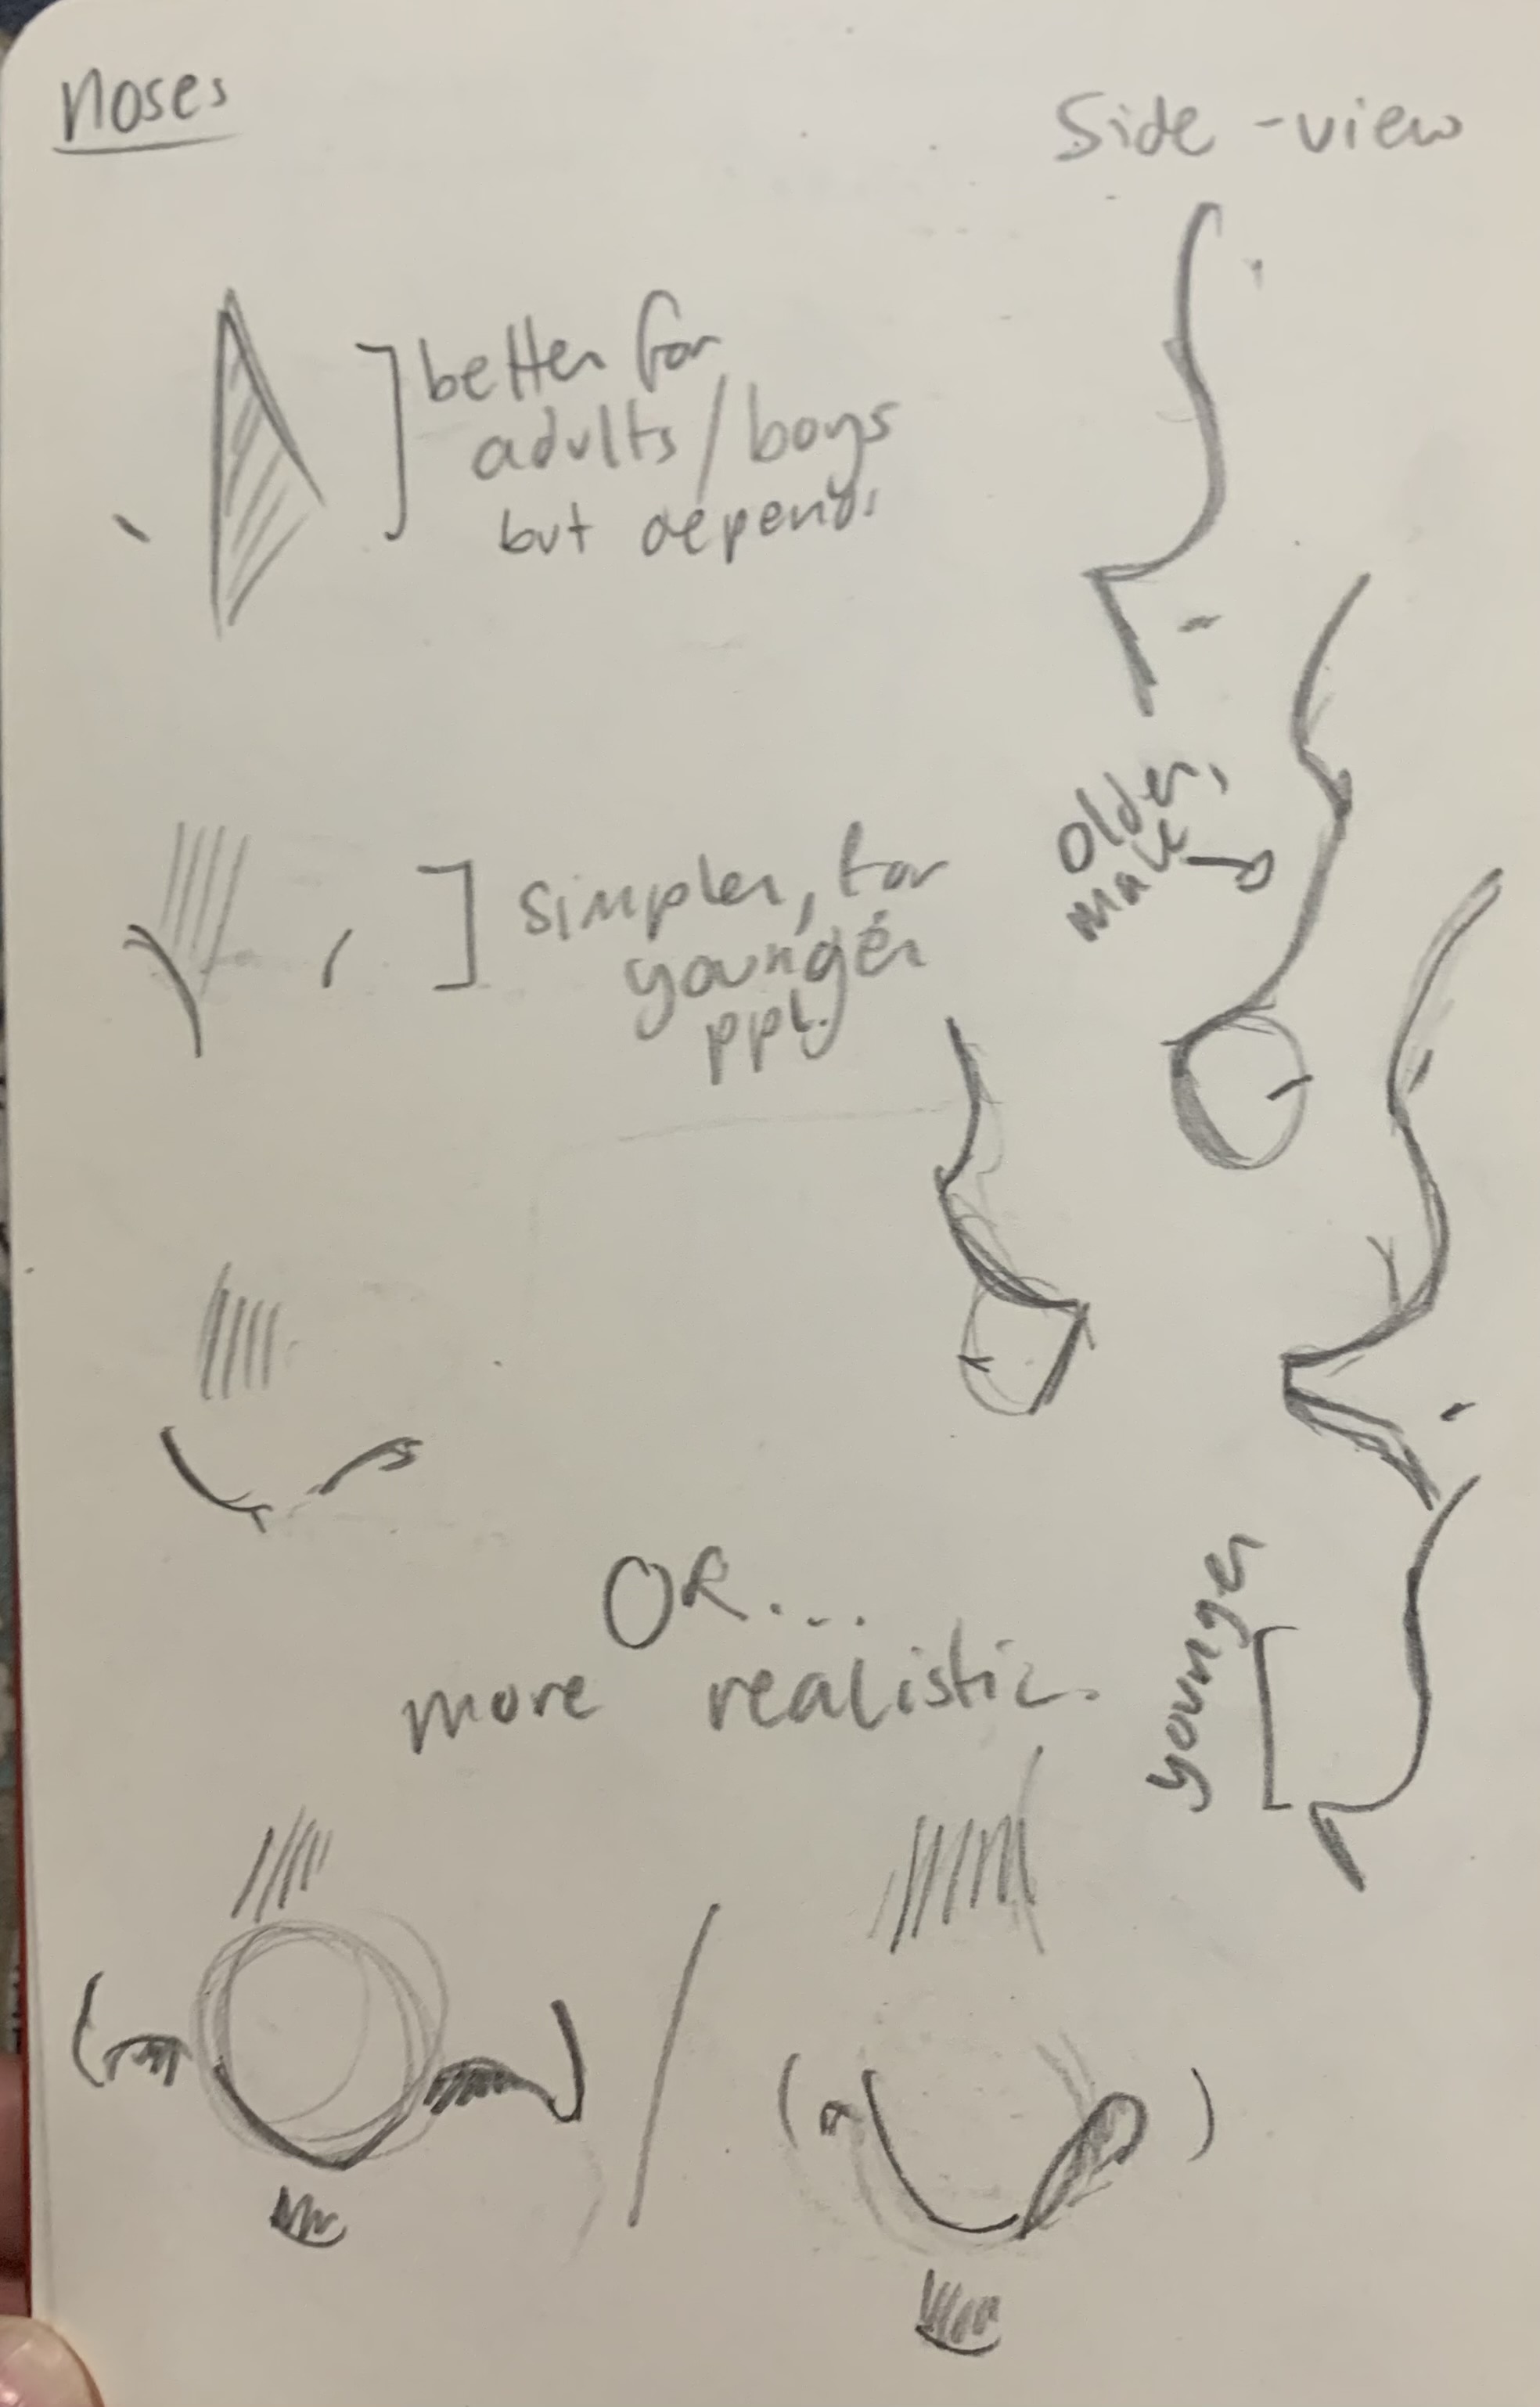 noses
Side-view
better for
adults/boys
but depends
simpler, for
younger
ppl.
older,
male
OR...
more realistic.
younger